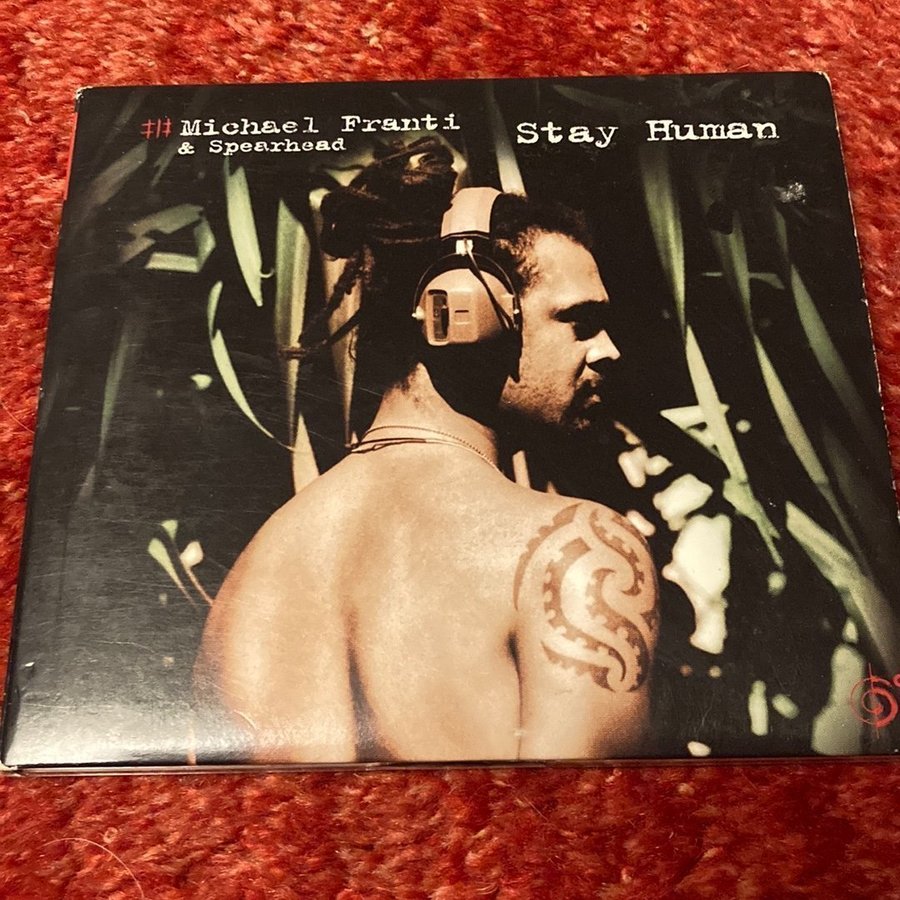 Michael Franti
& Spearhead
Stay Human